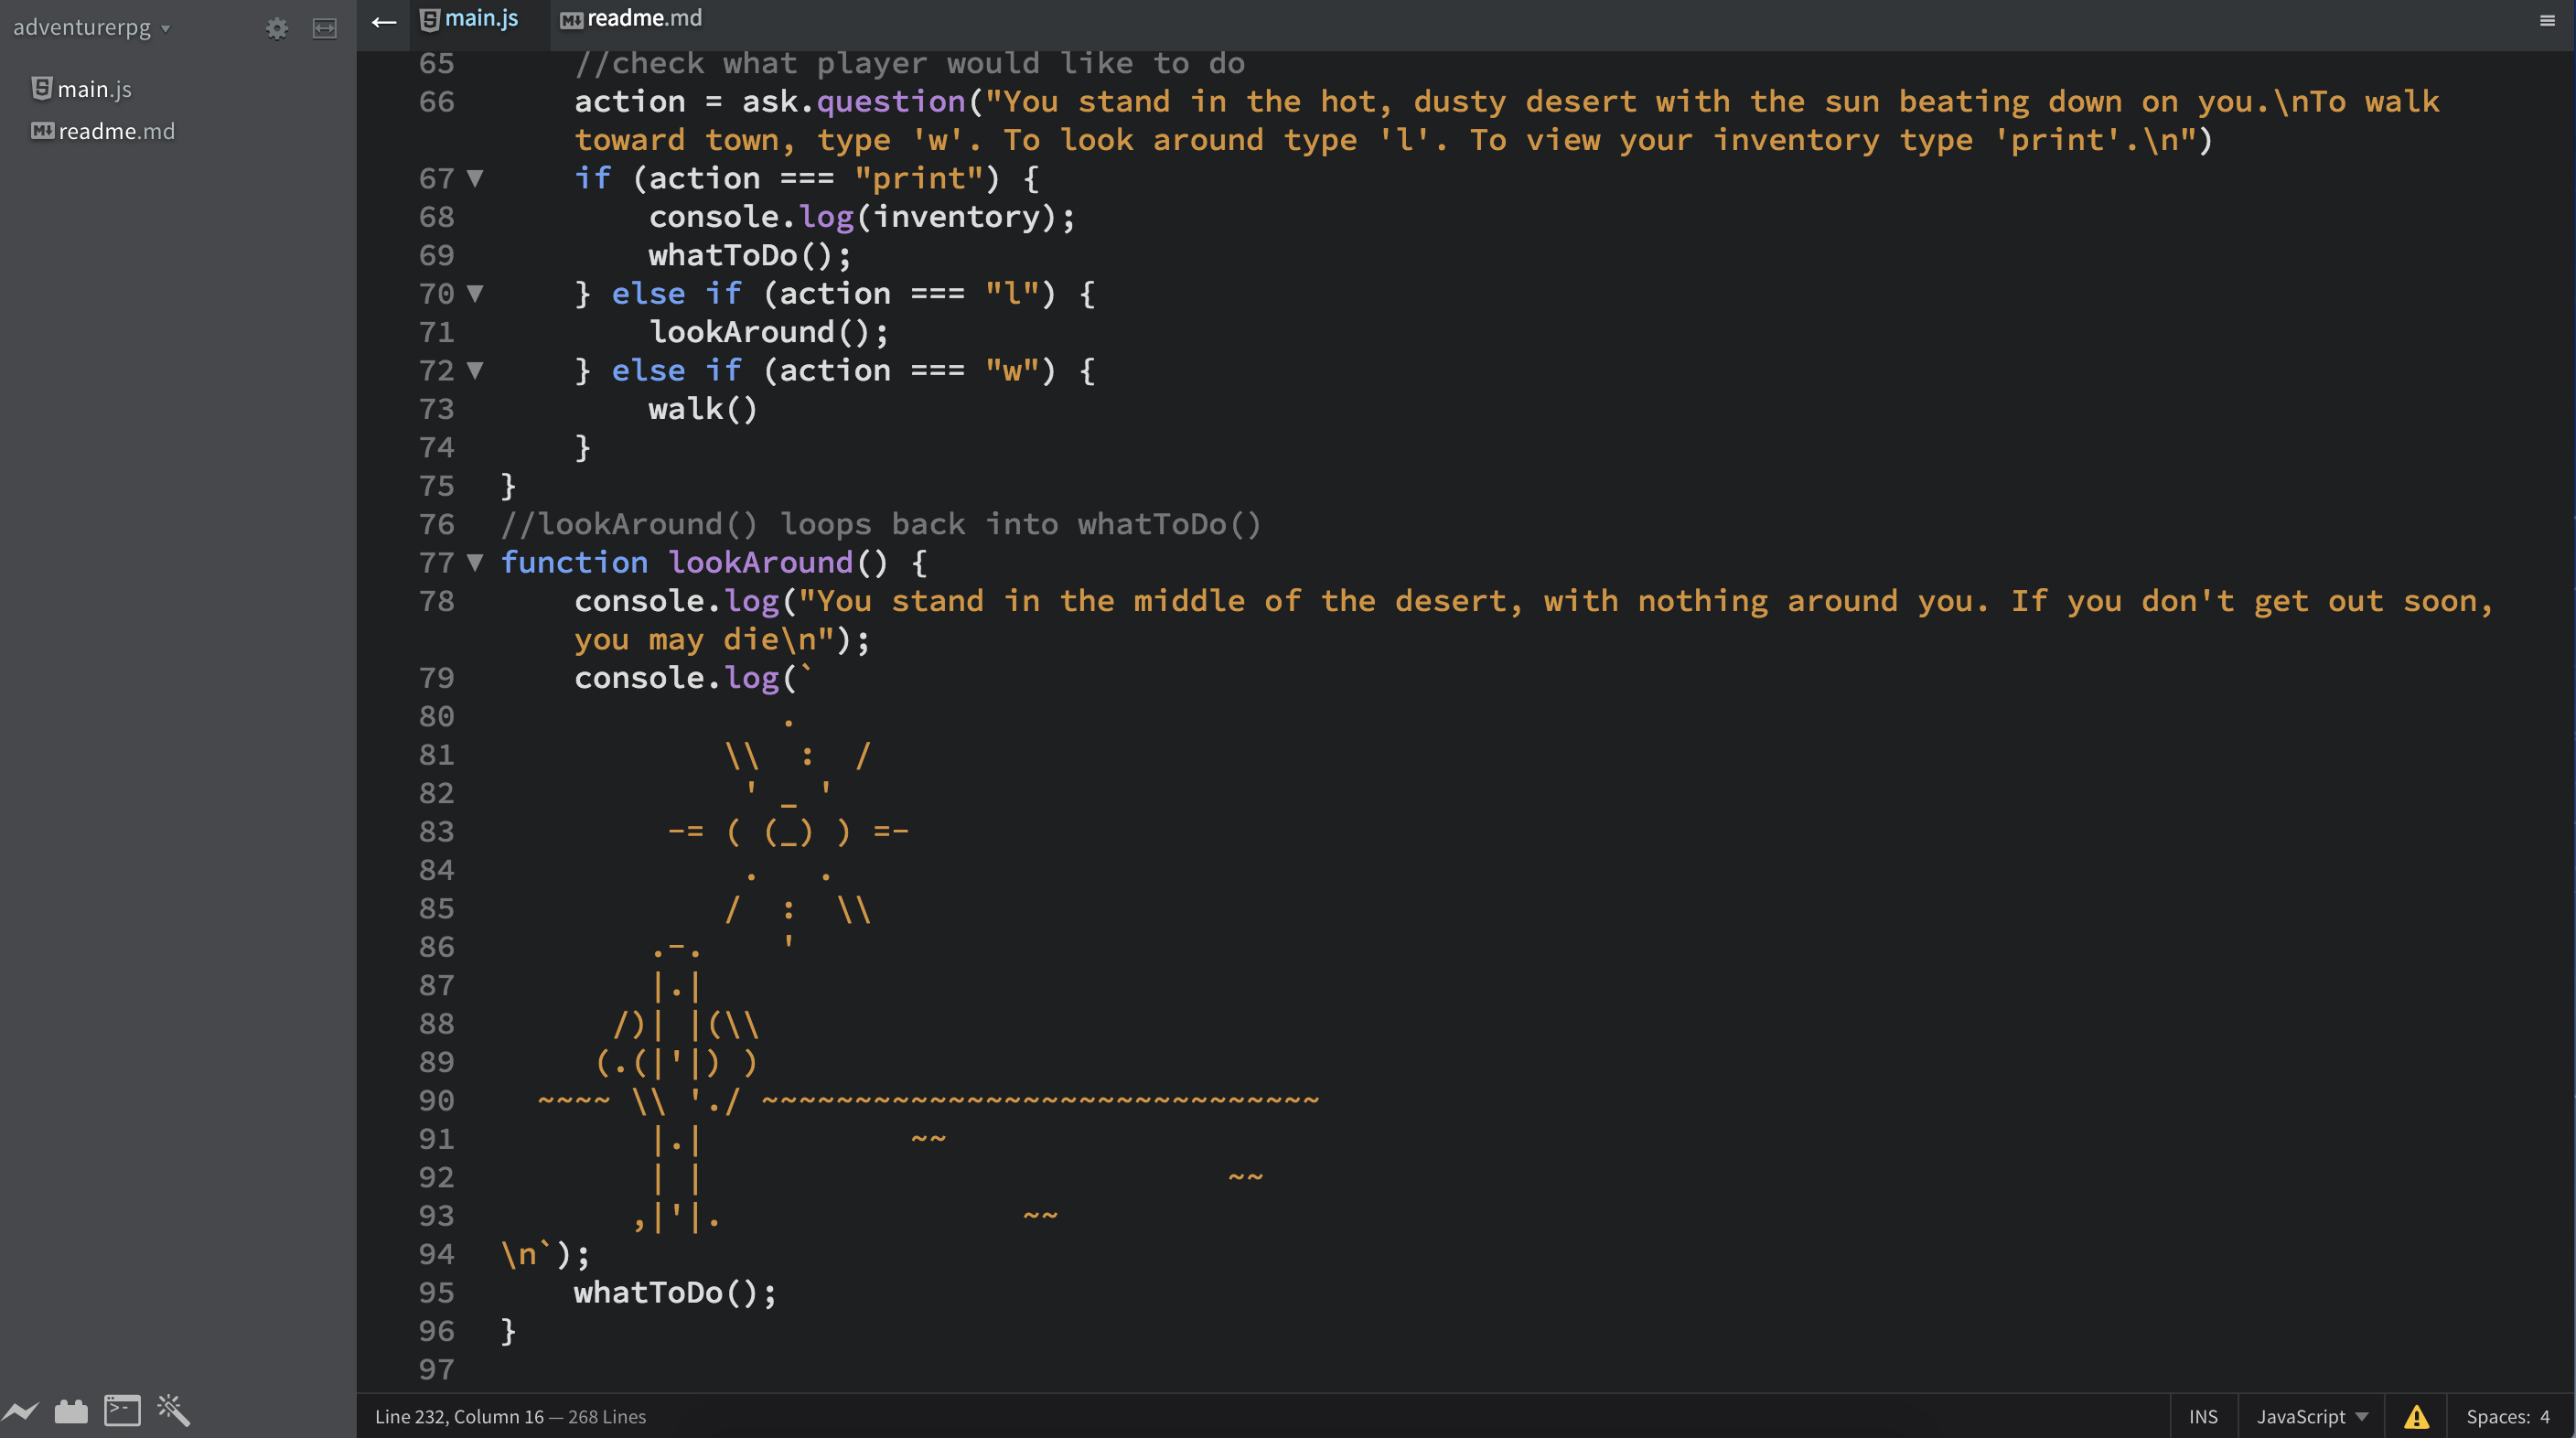 adventurerpg
main.js
readme.md
main.js
readme.md
65     //check what player would like to do
66     action = ask.question("You stand in the hot, dusty desert with the sun beating down on you.\nTo walk
       toward town, type 'w'. To look around type 'l'. To view your inventory type 'print'.\n")
67     if (action === "print") {
68         console.log(inventory);
69         whatToDo();
70     } else if (action === "l") {
71         lookAround();
72     } else if (action === "w") {
73         walk()
74     }
75 }
76 //lookAround() loops back into whatToDo()
77 function lookAround() {
78     console.log("You stand in the middle of the desert, with nothing around you. If you don't get out soon,
       you may die\n");
79     console.log(`
80                .
81             \\  :  /
82              ' _ '
83          -= ( (_) ) =-
84              .   .
85             /  :  \\
86         .-.    '
87         |.|
88       /)| |(\\
89      (.(|'|) )
90   ~~~~ \\ './ ~~~~~~~~~~~~~~~~~~~~~~~~~~~~~~
91         |.|           ~~
92         | |                            ~~
93        ,|'|.                ~~
94 \n`);
95     whatToDo();
96 }
97
Line 232, Column 16 — 268 Lines
INS
JavaScript
Spaces: 4